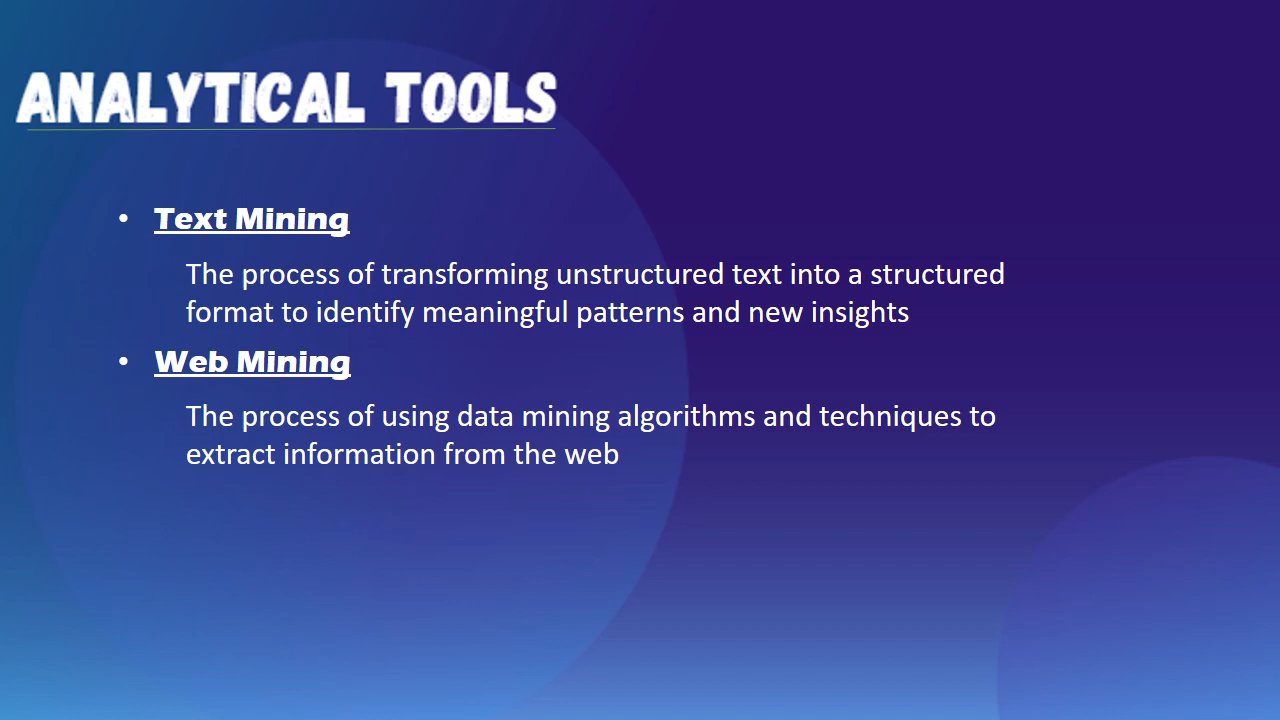 ANALYTICAL TOOLS
• Text Mining
The process of transforming unstructured text into a structured
format to identify meaningful patterns and new insights
• Web Mining
The process of using data mining algorithms and techniques to
extract information from the web